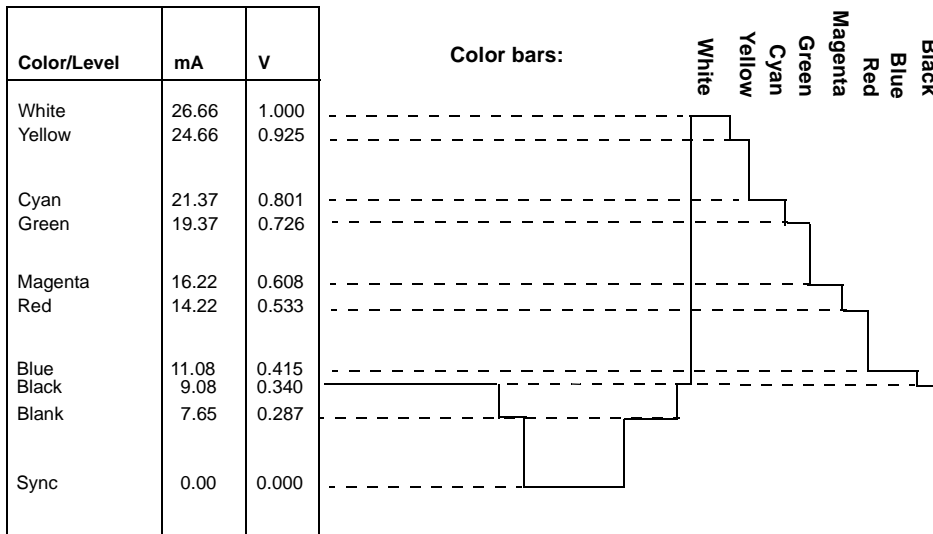 Color/Level mA V
White 26.66 1.000
Yellow 24.66 0.925
Cyan 21.37 0.801
Green 19.37 0.726
Magenta 16.22 0.608
Red 14.22 0.533
Blue 11.08 0.415
Black 9.08 0.340
Blank 7.65 0.287
Sync 0.00 0.000
Color bars:
White
Yellow
Cyan
Green
Magenta
Red
Blue
Black